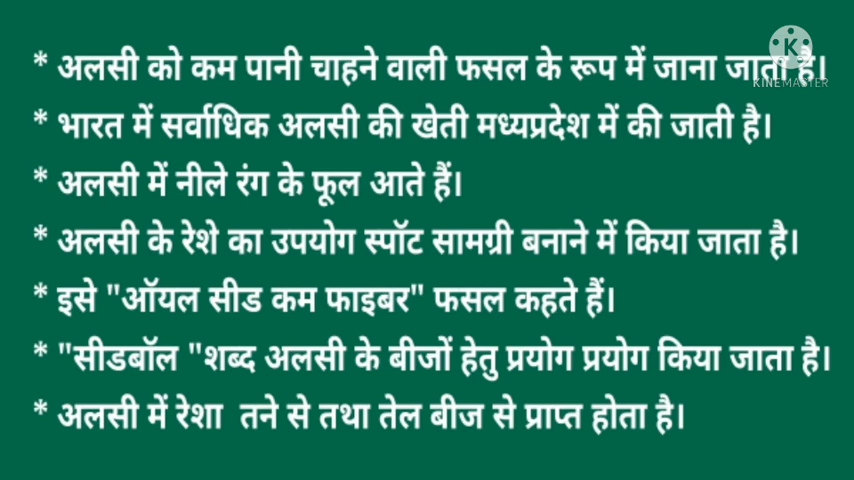 * अलसी को कम पानी चाहने वाली फसल के रूप में जाना जाता है।
KINEMASTER
* भारत में सर्वाधिक अलसी की खेती मध्यप्रदेश में की जाती है।
* अलसी में नीले रंग के फूल आते हैं।
* अलसी के रेशे का उपयोग स्पॉट सामग्री बनाने में किया जाता है।
* इसे "ऑयल सीड कम फाइबर" फसल कहते हैं।
* "सीडबॉल "शब्द अलसी के बीजों हेतु प्रयोग प्रयोग किया जाता है।
* अलसी में रेशा  तने से तथा तेल बीज से प्राप्त होता है।